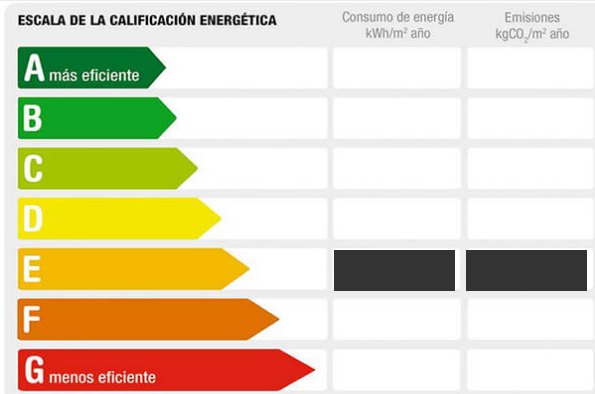 ESCALA DE LA CALIFICACIÓN ENERGÉTICA
Consumo de energía
kWh/m² año
Emisiones
kgCO₂/m² año
A más eficiente
B
C
D
E
F
G menos eficiente